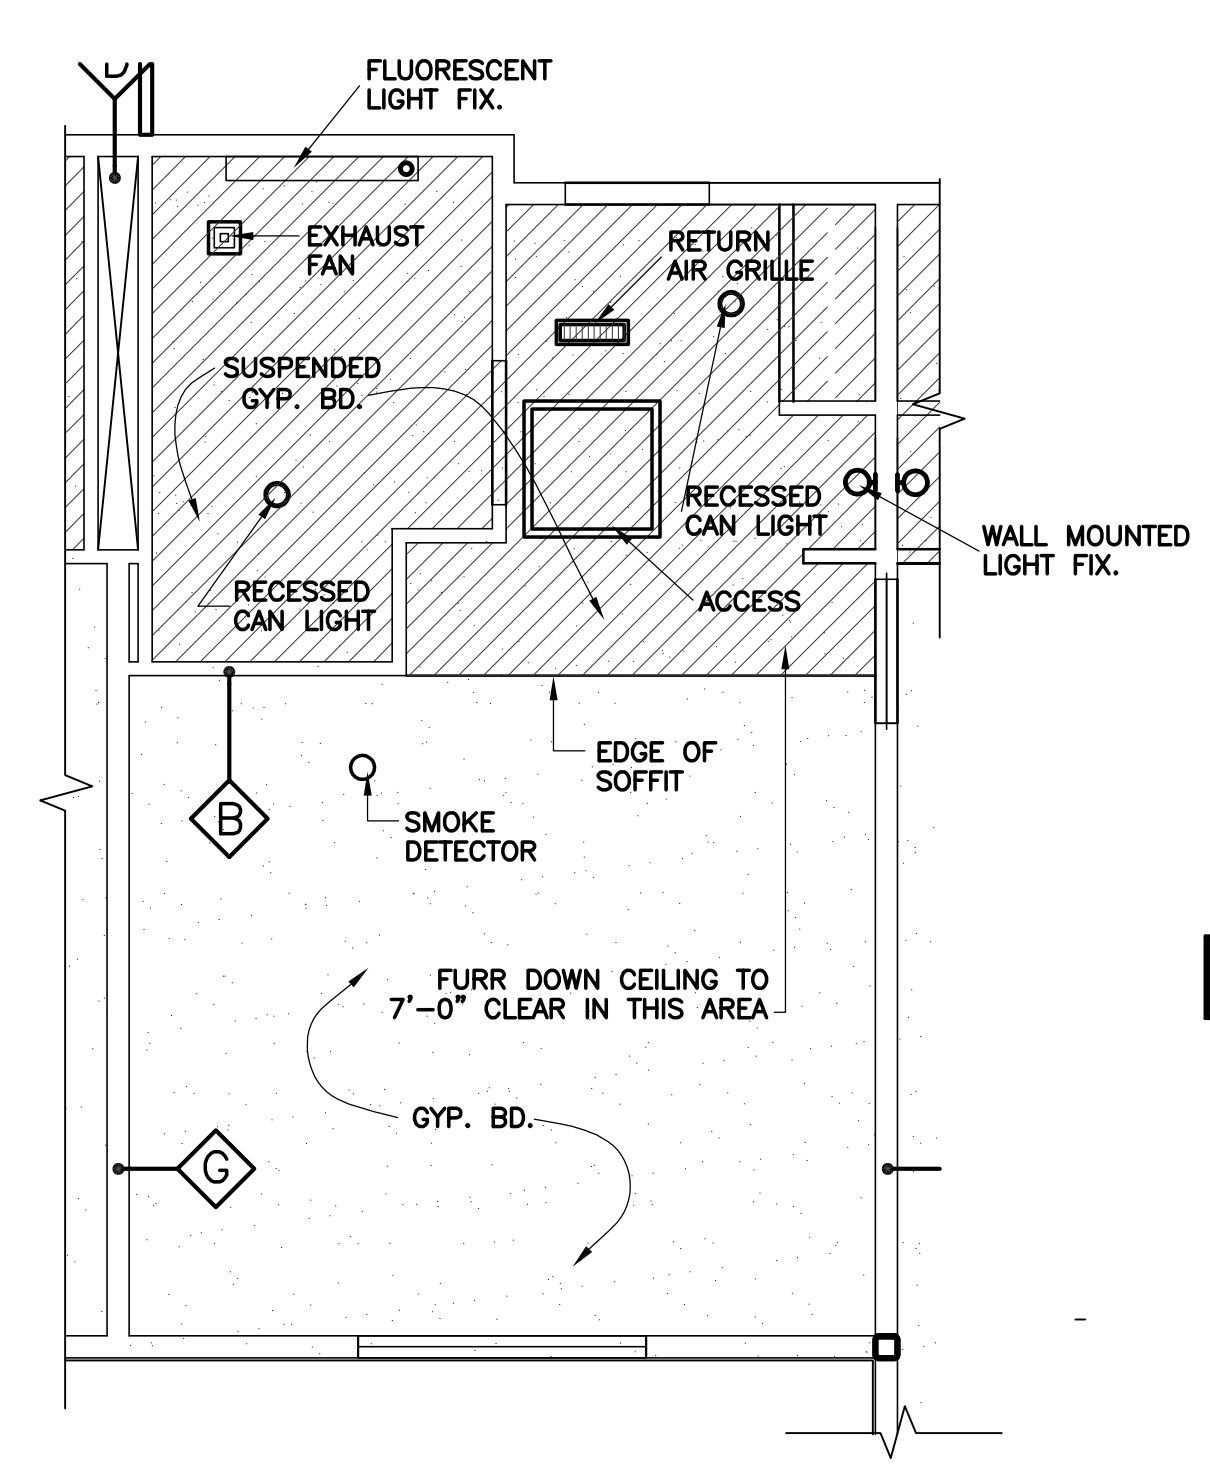 D
FLUORESCENT
LIGHT FIX.
EXHAUST
FAN
RETURN
AIR GRILLE
SUSPENDED
GYP. BD.
RECESSED
CAN LIGHT
WALL MOUNTED
LIGHT FIX.
RECESSED
CAN LIGHT
ACCESS
EDGE OF
SOFFIT
B
SMOKE
DETECTOR
FURR DOWN CEILING TO
7'-0" CLEAR IN THIS AREA
GYP. BD.
G